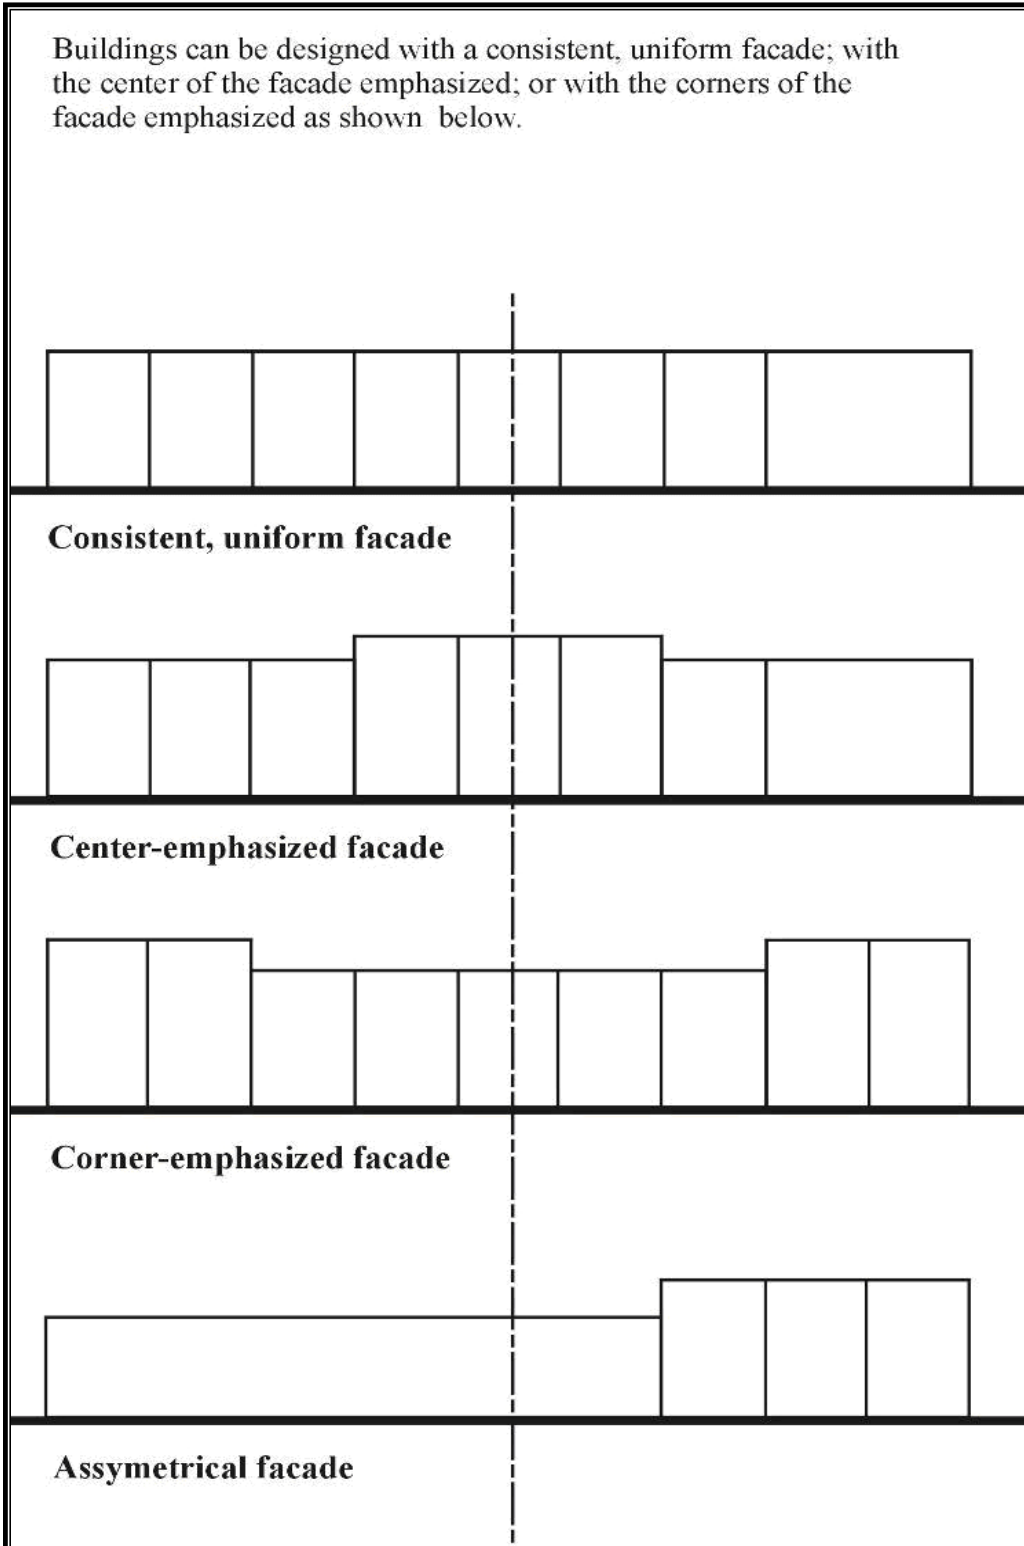 Buildings can be designed with a consistent, uniform facade; with
the center of the facade emphasized; or with the corners of the
facade emphasized as shown below.
Consistent, uniform facade
Center-emphasized facade
Corner-emphasized facade
Assymetrical facade